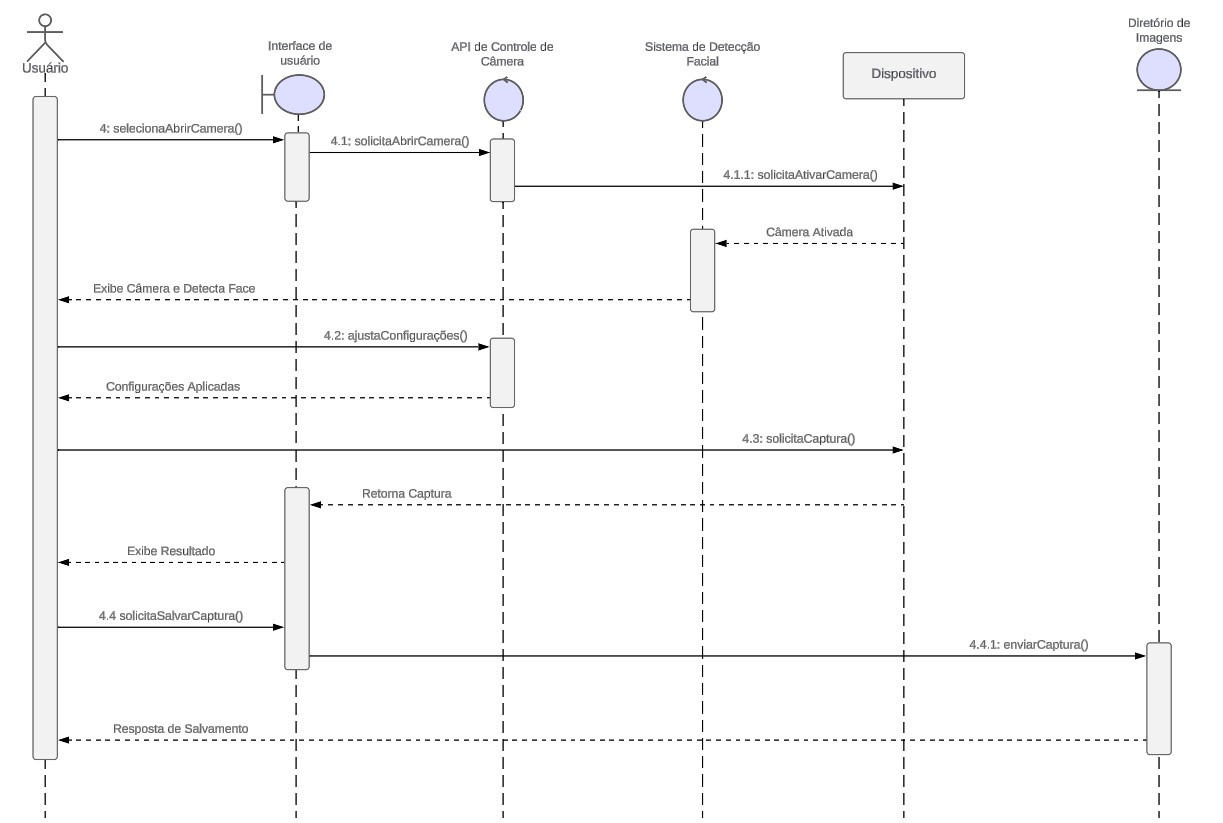 Usuário
Interface de
usuário
API de Controle de
Câmera
Sistema de Detecção
Facial
Dispositivo
Diretório de
Imagens
4: selecionaAbrirCamera()
4.1: solicitaAbrirCamera()
4.1.1: solicitaAtivarCamera()
Câmera Ativada
Exibe Câmera e Detecta Face
4.2: ajustaConfigurações()
Configurações Aplicadas
4.3: solicitaCaptura()
Retorna Captura
Exibe Resultado
4.4 solicitaSalvarCaptura()
4.4.1: enviarCaptura()
Resposta de Salvamento